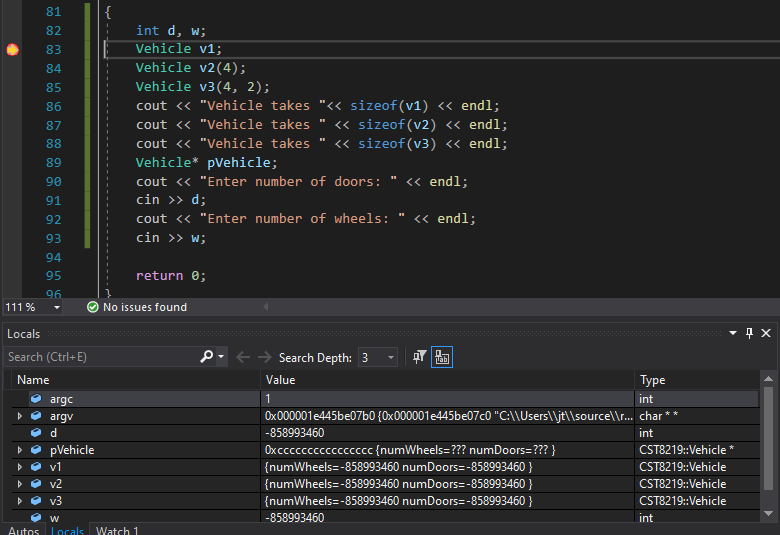 81 {
82 int d, w;
83 Vehicle v1;
84 Vehicle v2(4);
85 Vehicle v3(4, 2);
86 cout << "Vehicle takes "<< sizeof(v1) << endl;
87 cout << "Vehicle takes " << sizeof(v2) << endl;
88 cout << "Vehicle takes " << sizeof(v3) << endl;
89 Vehicle* pVehicle;
90 cout << "Enter number of doors: " << endl;
91 cin >> d;
92 cout << "Enter number of wheels: " << endl;
93 cin >> w;
94
95 return 0;
96 }
111 % No issues found
Locals
Search (Ctrl+E) Search Depth: 3
Name Value Type
argc 1 int
argv 0x000001e445be07b0 {0x000001e445be07c0 "C:\\Users\\jt\\source\\r... char * *
d -858993460 int
pVehicle 0xcccccccccccccccc {numWheels=??? numDoors=??? } CST8219::Vehicle *
v1 {numWheels=-858993460 numDoors=-858993460 } CST8219::Vehicle
v2 {numWheels=-858993460 numDoors=-858993460 } CST8219::Vehicle
v3 {numWheels=-858993460 numDoors=-858993460 } CST8219::Vehicle
w -858993460 int
Autos Locals Watch 1